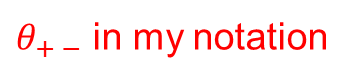 θ₊ ₋ in my notation